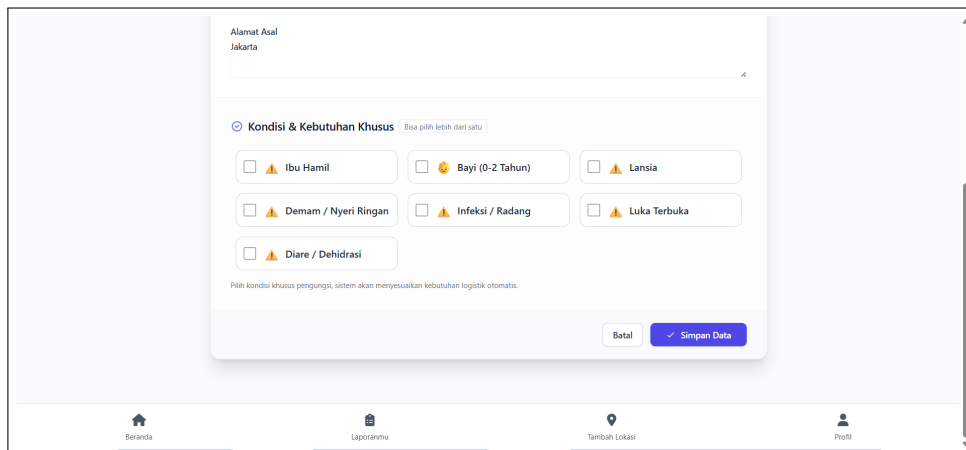 Alamat Asal
Jakarta
Kondisi & Kebutuhan Khusus Bisa pilih lebih dari satu
Ibu Hamil
Bayi (0-2 Tahun)
Lansia
Demam / Nyeri Ringan
Infeksi / Radang
Luka Terbuka
Diare / Dehidrasi
Pilih kondisi khusus pengungsi, sistem akan menyesuaikan kebutuhan logistik otomatis.
Batal
Simpan Data
Beranda
Laporanmu
Tambah Lokasi
Profil